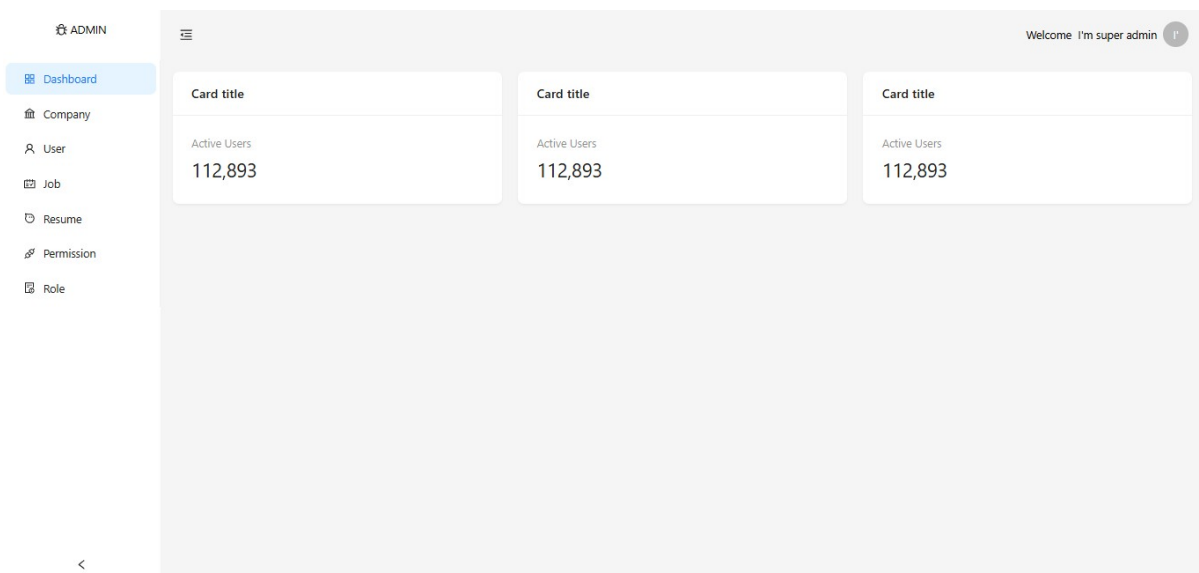 ADMIN
Welcome I'm super admin I'
Dashboard
Company
User
Job
Resume
Permission
Role
Card title
Active Users
112,893
Card title
Active Users
112,893
Card title
Active Users
112,893